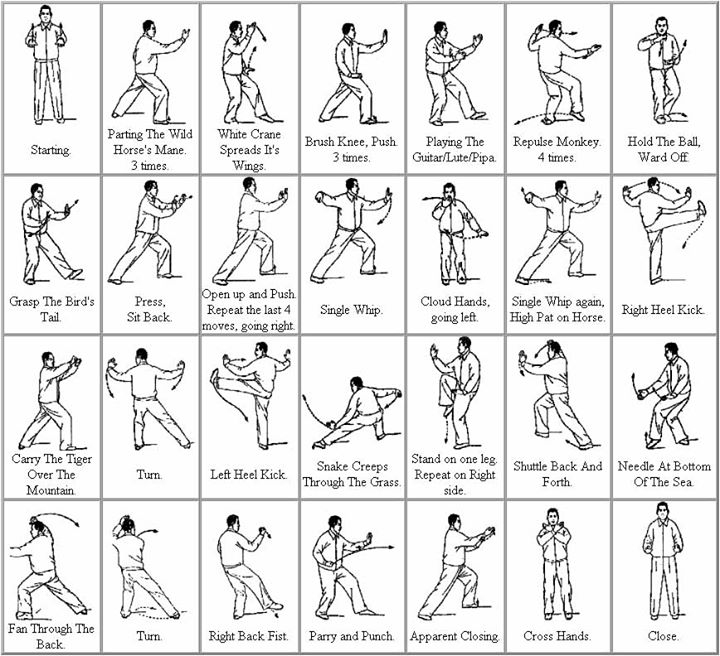 Starting.
Parting The Wild
Horse's Mane.
3 times.
White Crane
Spreads It's
Wings.
Brush Knee, Push.
3 times.
Playing The
Guitar/Lute/Pipa.
Repulse Monkey.
4 times.
Hold The Ball,
Ward Off.
Grasp The Bird's
Tail.
Press,
Sit Back.
Open up and Push.
Repeat the last 4
moves, going right.
Single Whip.
Cloud Hands,
going left.
Single Whip again,
High Pat on Horse.
Right Heel Kick.
Carry The Tiger
Over The
Mountain.
Turn.
Left Heel Kick.
Snake Creeps
Through The Grass.
Stand on one leg.
Repeat on Right
side.
Shuttle Back And
Forth.
Needle At Bottom
Of The Sea.
Fan Through The
Back.
Turn.
Right Back Fist.
Parry and Punch.
Apparent Closing.
Cross Hands.
Close.